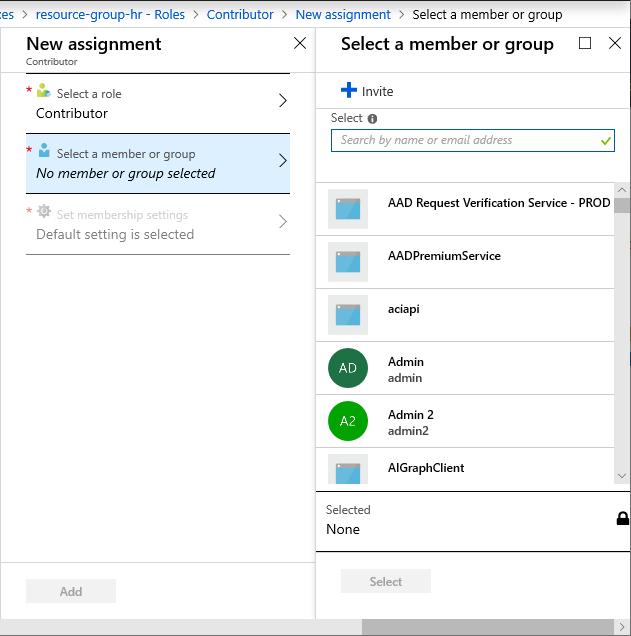 ces > resource-group-hr - Roles > Contributor > New assignment > Select a member or group
New assignment
Contributor
* Select a role
Contributor
* Select a member or group
No member or group selected
* Set membership settings
Default setting is selected
Add
Select a member or group
Invite
Select
Search by name or email address
AAD Request Verification Service - PROD
AADPremiumService
aciapi
AD
Admin
admin
A2
Admin 2
admin2
AIGraphClient
Selected
None
Select